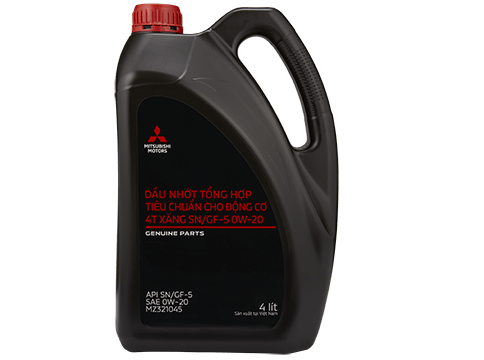 MITSUBISHI
MOTORS
DẦU NHỚT TỔNG HỢP
TIÊU CHUẨN CHO ĐỘNG CƠ
4T XĂNG SN/GF-5 0W-20
GENUINE PARTS
API SN/GF-5
SAE 0W-20
MZ321045
4 lít
Sản xuất tại Việt Nam